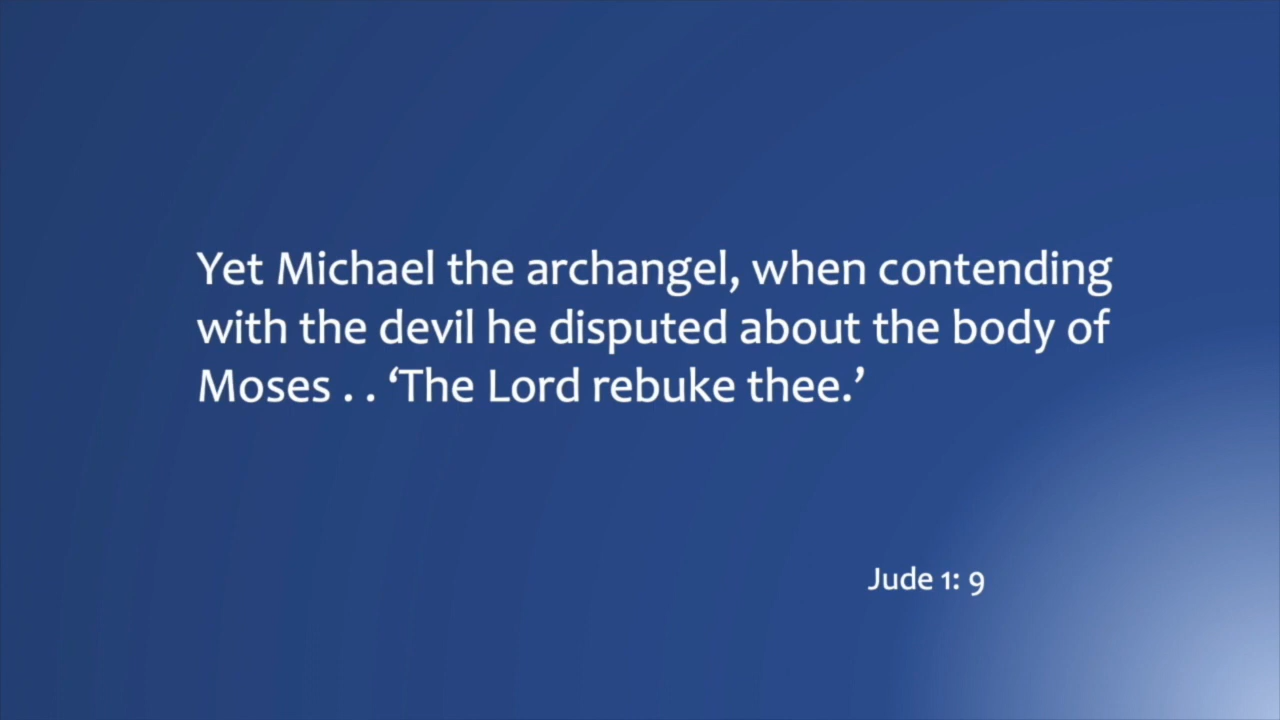 Yet Michael the archangel, when contending
with the devil he disputed about the body of
Moses . . ‘The Lord rebuke thee.’
Jude 1: 9